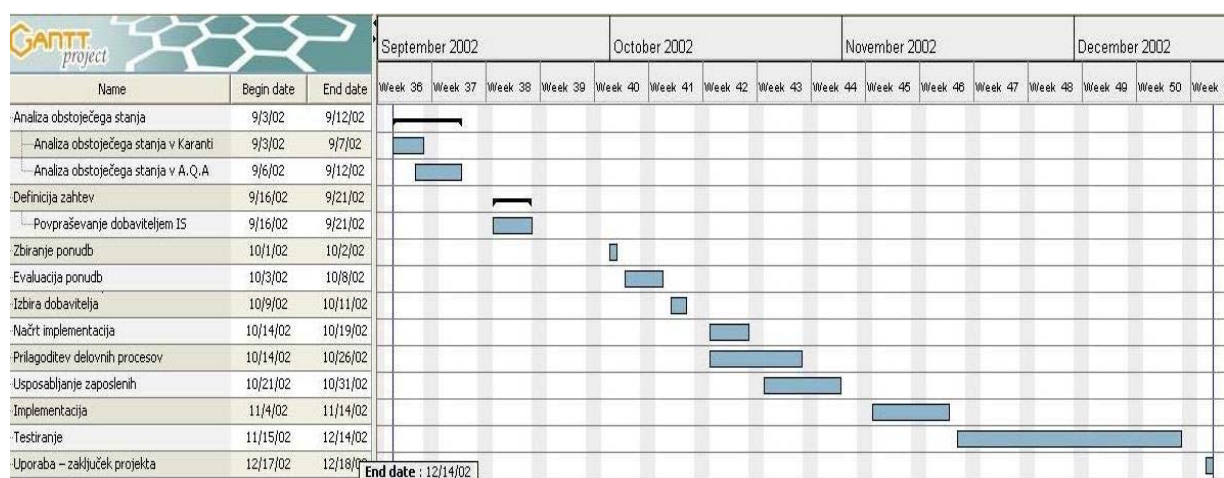 GANTT
project
September 2002 October 2002 November 2002 December 2002
Name Begin date End date Week 36 Week 37 Week 38 Week 39 Week 40 Week 41 Week 42 Week 43 Week 44 Week 45 Week 46 Week 47 Week 48 Week 49 Week 50 Week
Analiza obstoječega stanja 9/3/02 9/12/02
Analiza obstoječega stanja v Karanti 9/3/02 9/7/02
Analiza obstoječega stanja v A.Q.A 9/6/02 9/12/02
Definicija zahtev 9/16/02 9/21/02
Povpraševanje dobaviteljem IS 9/16/02 9/21/02
Zbiranje ponudb 10/1/02 10/2/02
Evaluacija ponudb 10/3/02 10/8/02
Izbira dobavitelja 10/9/02 10/11/02
Načrt implementacija 10/14/02 10/19/02
Prilagoditev delovnih procesov 10/14/02 10/26/02
Usposabljanje zaposlenih 10/21/02 10/31/02
Implementacija 11/4/02 11/14/02
Testiranje 11/15/02 12/14/02
Uporaba – zaključek projekta 12/17/02 12/18/02
End date : 12/14/02